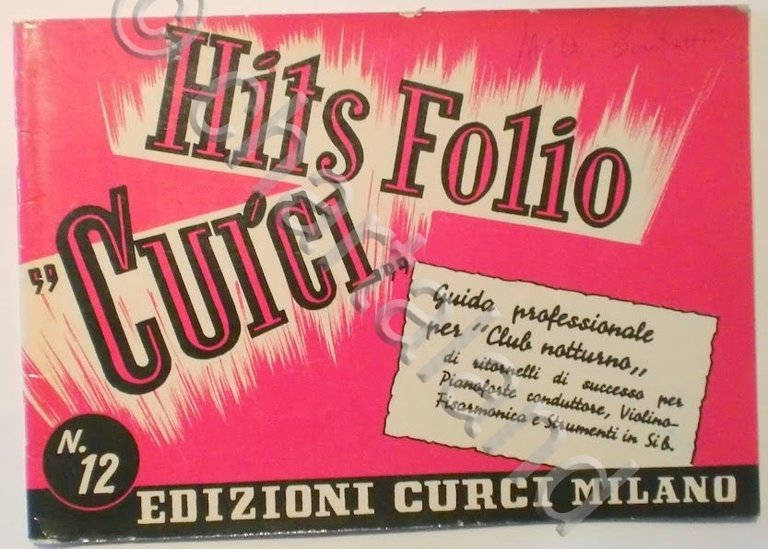 Hits Folio
"Curci"
Guida professionale
per "Club notturno„
di ritornelli di successo per
Pianoforte conduttore, Violino-
Fisarmonica e Strumenti in Si b.
N.
12
EDIZIONI CURCI MILANO
© chartaland